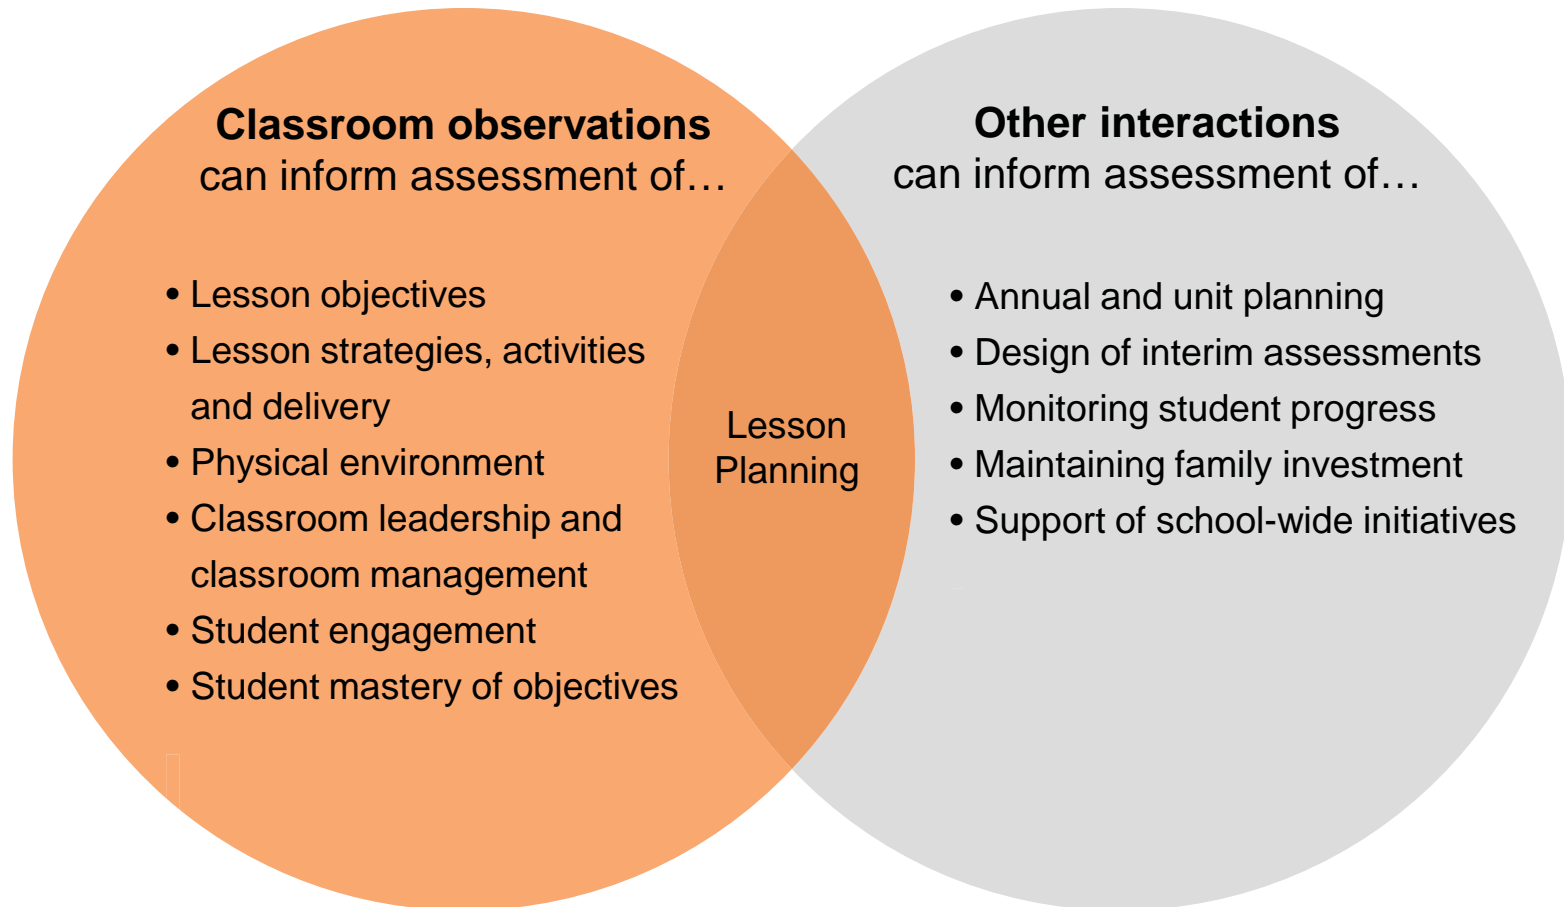 Classroom observations
can inform assessment of…
• Lesson objectives
• Lesson strategies, activities
and delivery
• Physical environment
• Classroom leadership and
classroom management
• Student engagement
• Student mastery of objectives
Lesson
Planning
Other interactions
can inform assessment of…
• Annual and unit planning
• Design of interim assessments
• Monitoring student progress
• Maintaining family investment
• Support of school-wide initiatives